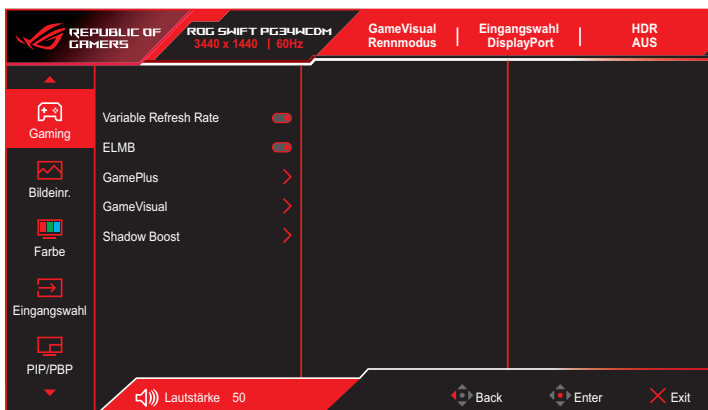 REPUBLIC OF
GAMERS
ROG SWIFT PG34WCDM
3440 x 1440 | 60Hz
GameVisual
Rennmodus
Eingangswahl
DisplayPort
HDR
AUS
Gaming
Bildeinr.
Farbe
Eingangswahl
PIP/PBP
Variable Refresh Rate
ELMB
GamePlus
GameVisual
Shadow Boost
Lautstärke 50
Back
Enter
Exit